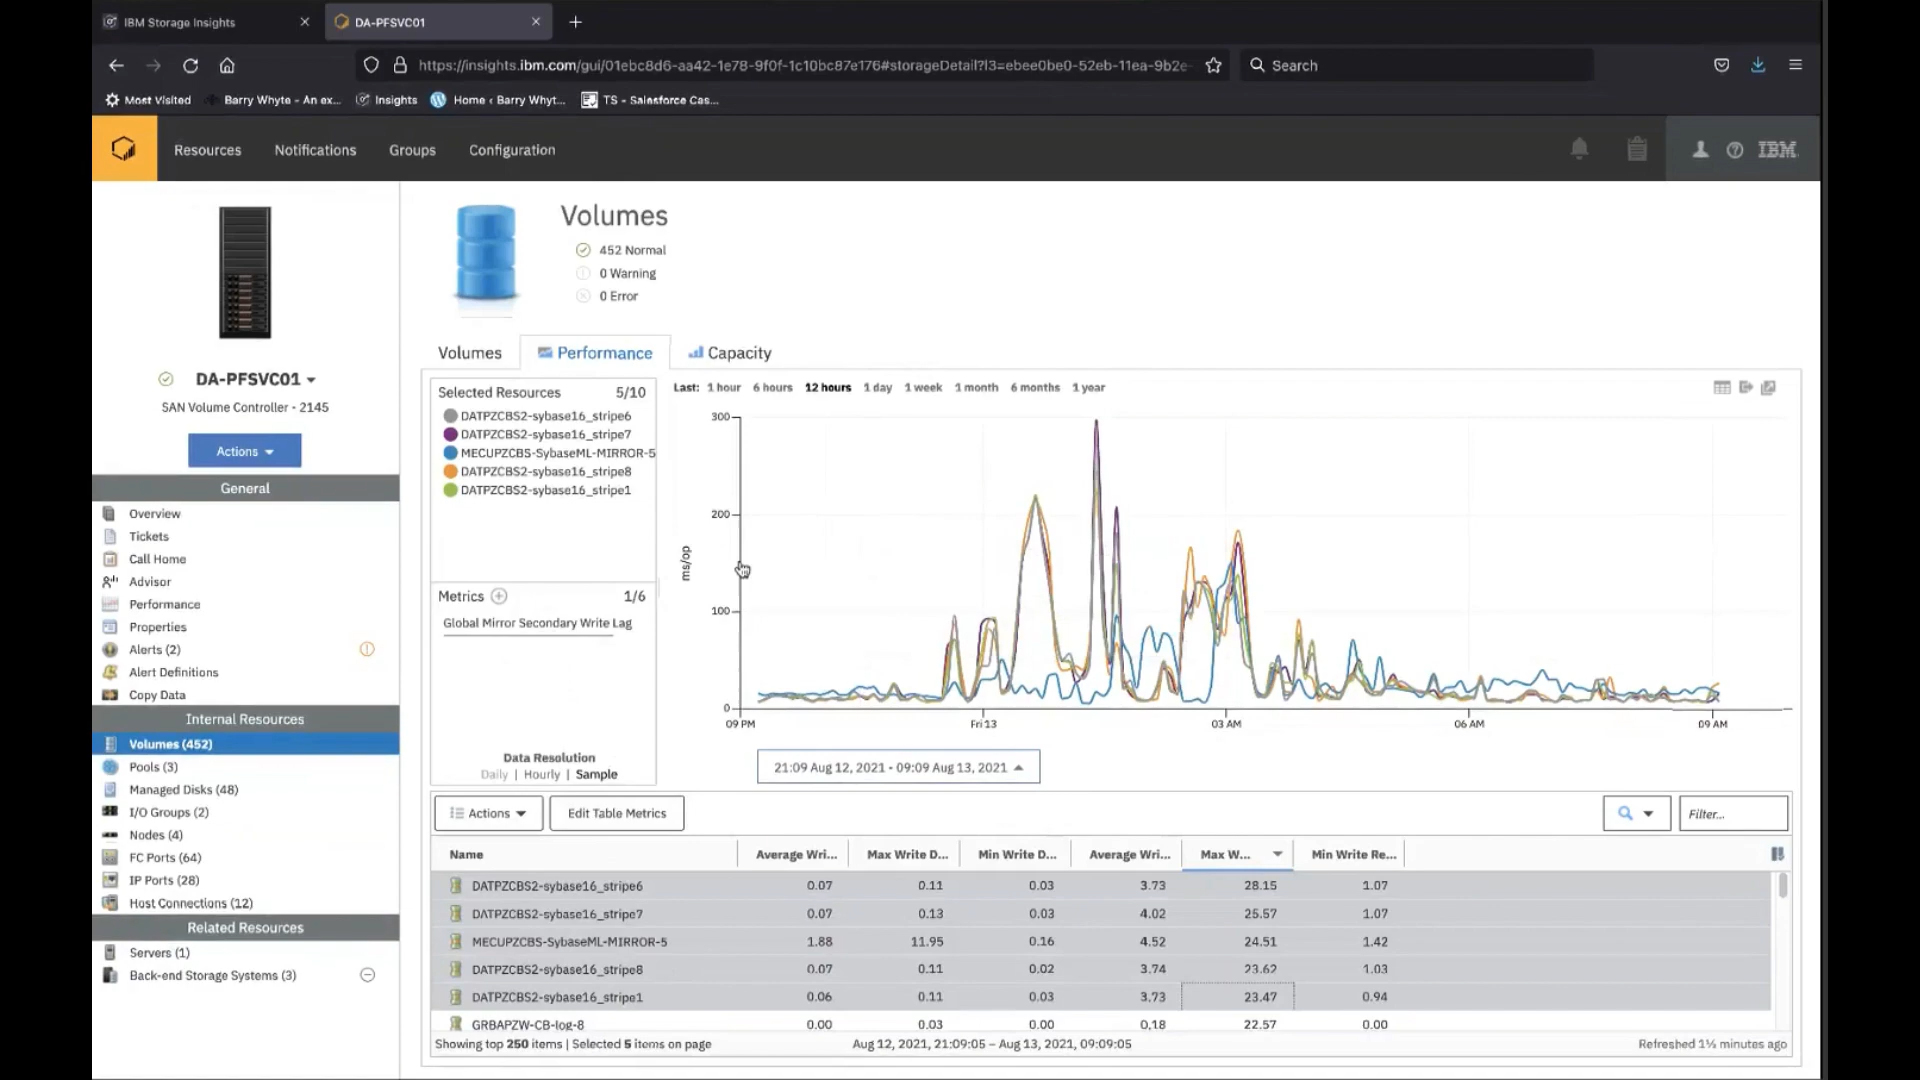 IBM Storage Insights
DA-PFSVC01
https://insights.ibm.com/gui/01ebc8d6-aa42-1e78-9f0f-1c10bc87e176#storageDetail?l3=ebee0be0-52eb-11ea-9b2e-
Search
Most Visited
Barry Whyte - An ex...
Insights
Home ‹ Barry Whyt...
TS - Salesforce Cas...
Resources
Notifications
Groups
Configuration
IBM
DA-PFSVC01
SAN Volume Controller - 2145
Actions
General
Overview
Tickets
Call Home
Advisor
Performance
Properties
Alerts (2)
Alert Definitions
Copy Data
Internal Resources
Volumes (452)
Pools (3)
Managed Disks (48)
I/O Groups (2)
Nodes (4)
FC Ports (64)
IP Ports (28)
Host Connections (12)
Related Resources
Servers (1)
Back-end Storage Systems (3)
Volumes
452 Normal
0 Warning
0 Error
Volumes
Performance
Capacity
Selected Resources 5/10
DATPZCBS2-sybase16_stripe6
DATPZCBS2-sybase16_stripe7
MECUPZCBS-SybaseML-MIRROR-5
DATPZCBS2-sybase16_stripe8
DATPZCBS2-sybase16_stripe1
Metrics 1/6
Global Mirror Secondary Write Lag
Data Resolution
Daily | Hourly | Sample
Last: 1 hour 6 hours 12 hours 1 day 1 week 1 month 6 months 1 year
300
200
100
0
ms/op
09 PM Fri 13 03 AM 06 AM 09 AM
21:09 Aug 12, 2021 - 09:09 Aug 13, 2021
Actions
Edit Table Metrics
Filter...
Name Average Wri... Max Write D... Min Write D... Average Wri... Max W... Min Write Re...
DATPZCBS2-sybase16_stripe6 0.07 0.11 0.03 3.73 28.15 1.07
DATPZCBS2-sybase16_stripe7 0.07 0.13 0.03 4.02 25.57 1.07
MECUPZCBS-SybaseML-MIRROR-5 1.88 11.95 0.16 4.52 24.51 1.42
DATPZCBS2-sybase16_stripe8 0.07 0.11 0.02 3.74 23.62 1.03
DATPZCBS2-sybase16_stripe1 0.06 0.11 0.03 3.73 23.47 0.94
GRBAPZW-CB-log-8 0.00 0.03 0.00 0.18 22.57 0.00
Showing top 250 items | Selected 5 items on page
Aug 12, 2021, 21:09:05 – Aug 13, 2021, 09:09:05
Refreshed 1½ minutes ago